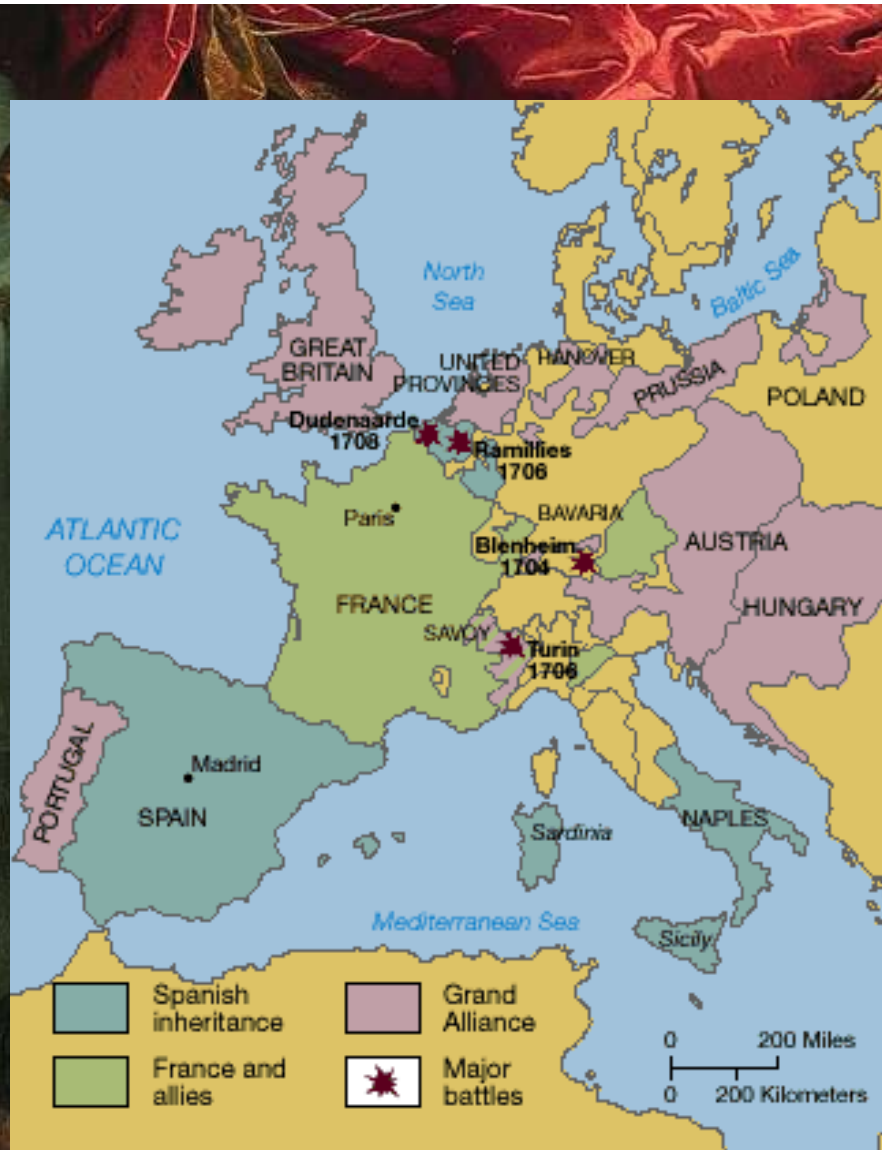 North
Sea
Baltic Sea
GREAT
BRITAIN
UNITED
PROVINCES
HANOVER
PRUSSIA
POLAND
Dudenaarde
1708
Ramillies
1706
ATLANTIC
OCEAN
Paris
BAVARIA
Blenheim
1704
AUSTRIA
FRANCE
HUNGARY
SAVOY
Turin
1706
PORTUGAL
Madrid
SPAIN
Sardinia
NAPLES
Mediterranean Sea
Sicily
Spanish
inheritance
Grand
Alliance
France and
allies
Major
battles
0 200 Miles
0 200 Kilometers